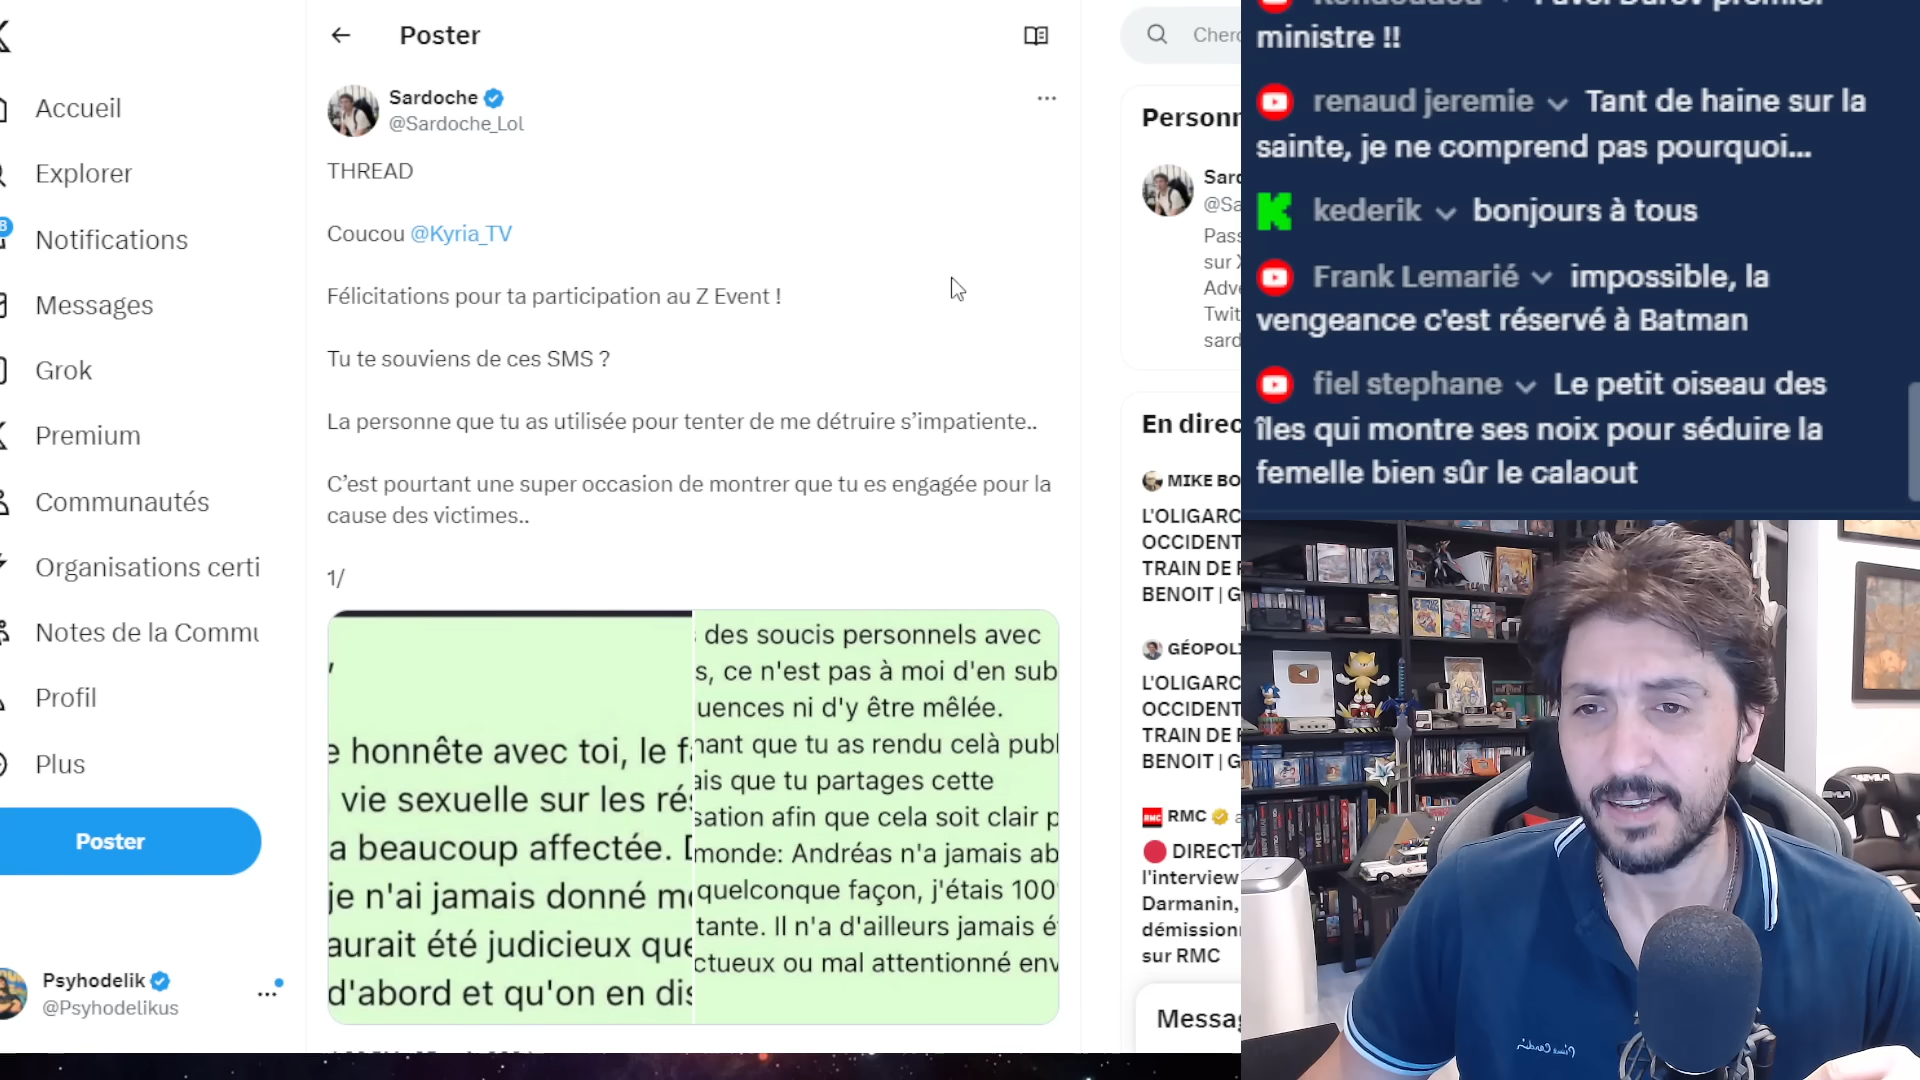 Poster
Cherc
Sardoche
@Sardoche_Lol
THREAD
Coucou @Kyria_TV
Félicitations pour ta participation au Z Event !
Tu te souviens de ces SMS ?
La personne que tu as utilisée pour tenter de me détruire s’impatiente..
C’est pourtant une super occasion de montrer que tu es engagée pour la
cause des victimes..
1/
,
e honnête avec toi, le fa
vie sexuelle sur les rés
a beaucoup affectée. D
je n'ai jamais donné mo
aurait été judicieux que
d'abord et qu'on en dis
des soucis personnels avec
s, ce n'est pas à moi d'en sub
uences ni d'y être mêlée.
nant que tu as rendu celà publ
ais que tu partages cette
sation afin que cela soit clair p
monde: Andréas n'a jamais ab
quelconque façon, j'étais 100
tante. Il n'a d'ailleurs jamais é
ctueux ou mal attentionné env
Accueil
Explorer
Notifications
Messages
Grok
Premium
Communautés
Organisations certi
Notes de la Commu
Profil
Plus
Poster
Psyhodelik
@Psyhodelikus
Personn
Sard
@Sa
Pass
sur X
Adve
Twit
sard
En direc
MIKE BO
L'OLIGARC
OCCIDENT
TRAIN DE
BENOIT | G
GÉOPOLI
L'OLIGARC
OCCIDENT
TRAIN DE
BENOIT | G
RMC
DIRECT
l'interview
Darmanin,
démission
sur RMC
Messag
ministre !!
renaud jeremie Tant de haine sur la
sainte, je ne comprend pas pourquoi...
kederik bonjours à tous
Frank Lemarié impossible, la
vengeance c'est réservé à Batman
fiel stephane Le petit oiseau des
îles qui montre ses noix pour séduire la
femelle bien sûr le calaout